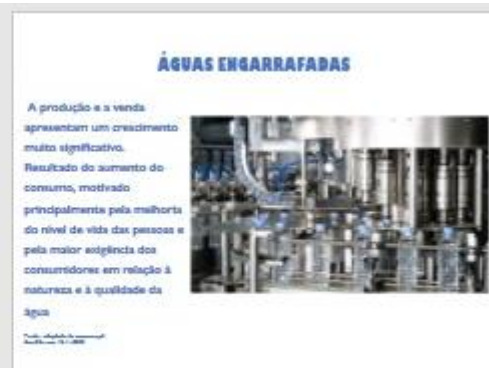 ÁGUAS ENGARRAFADAS
A produção e a venda
apresentam um crescimento
muito significativo.
Resultado do aumento do
consumo, motivado
principalmente pela melhoria
do nível de vida das pessoas e
pela maior exigência dos
consumidores em relação à
natureza e à qualidade da
água